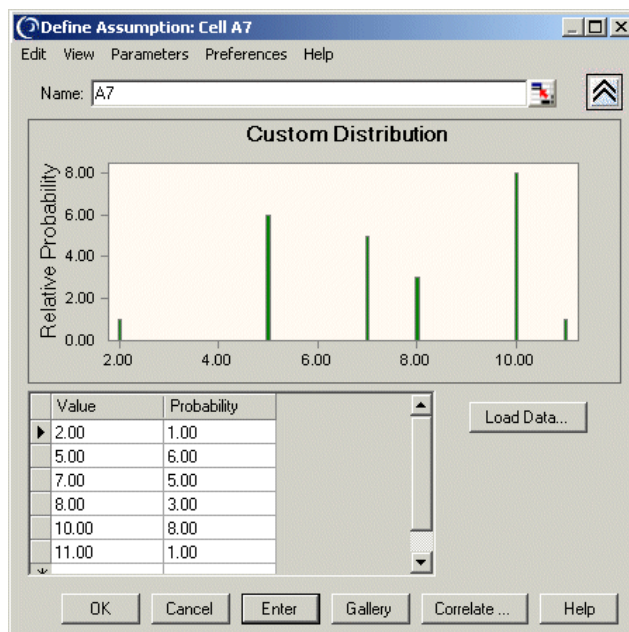 Define Assumption: Cell A7
Edit View Parameters Preferences Help
Name: A7
Custom Distribution
Relative Probability
8.00
6.00
4.00
2.00
0.00
2.00 4.00 6.00 8.00 10.00
Value Probability
2.00 1.00
5.00 6.00
7.00 5.00
8.00 3.00
10.00 8.00
11.00 1.00
*
Load Data...
OK Cancel Enter Gallery Correlate ... Help